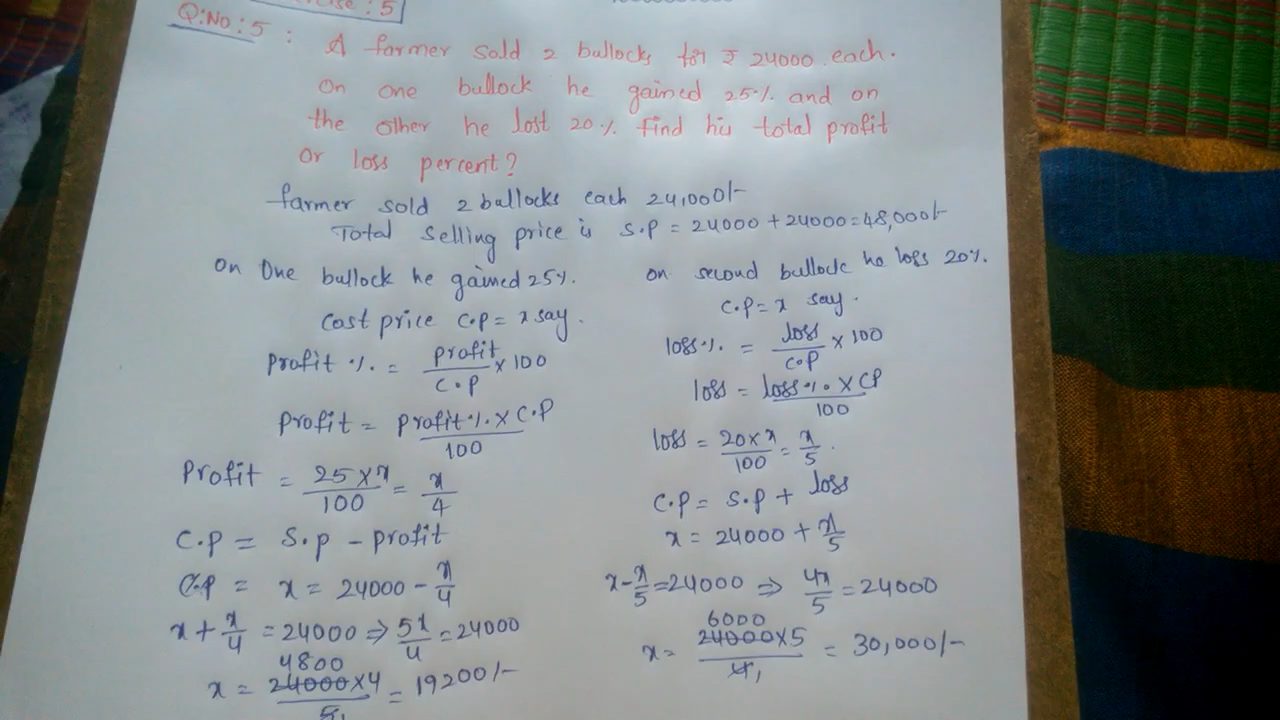 : 5
Q:No: 5 :
A farmer sold 2 bullocks for ₹ 24000 each.
On one bullock he gained 25% and on
the other he lost 20% Find his total profit
Or loss percent?
farmer sold 2 bullocks each 24,000/-
Total selling price is S.P = 24000 + 24000 = 48,000/-
On One bullock he gained 25%.
Cost price C.P = x say.
Profit % = profit/C.P × 100
Profit = profit % × C.P/100
Profit = 25 × x/100 = x/4
C.P = S.P - profit
C.P = x = 24000 - x/4
x + x/4 = 24000 ⇒ 5x/4 = 24000
4800
x = 24000 × 4/5 = 19200/-
on second bullock he loss 20%.
C.P = x say.
loss % = loss/C.P × 100
loss = loss % × CP/100
loss = 20 × x/100 = x/5.
C.P = S.P + loss
x = 24000 + x/5
x - x/5 = 24000 ⇒ 4x/5 = 24000
6000
x = 24000 × 5/4, = 30,000/-